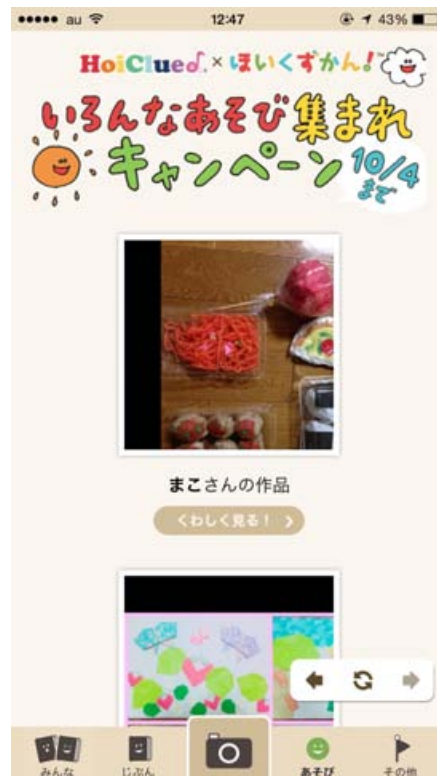 au 12:47 43%
HoiClue♪ × ほいくずかん!
いろんなあそび集まれ
キャンペーン 10/4まで
まこさんの作品
くわしく見る!
みんな じぶん あそび その他